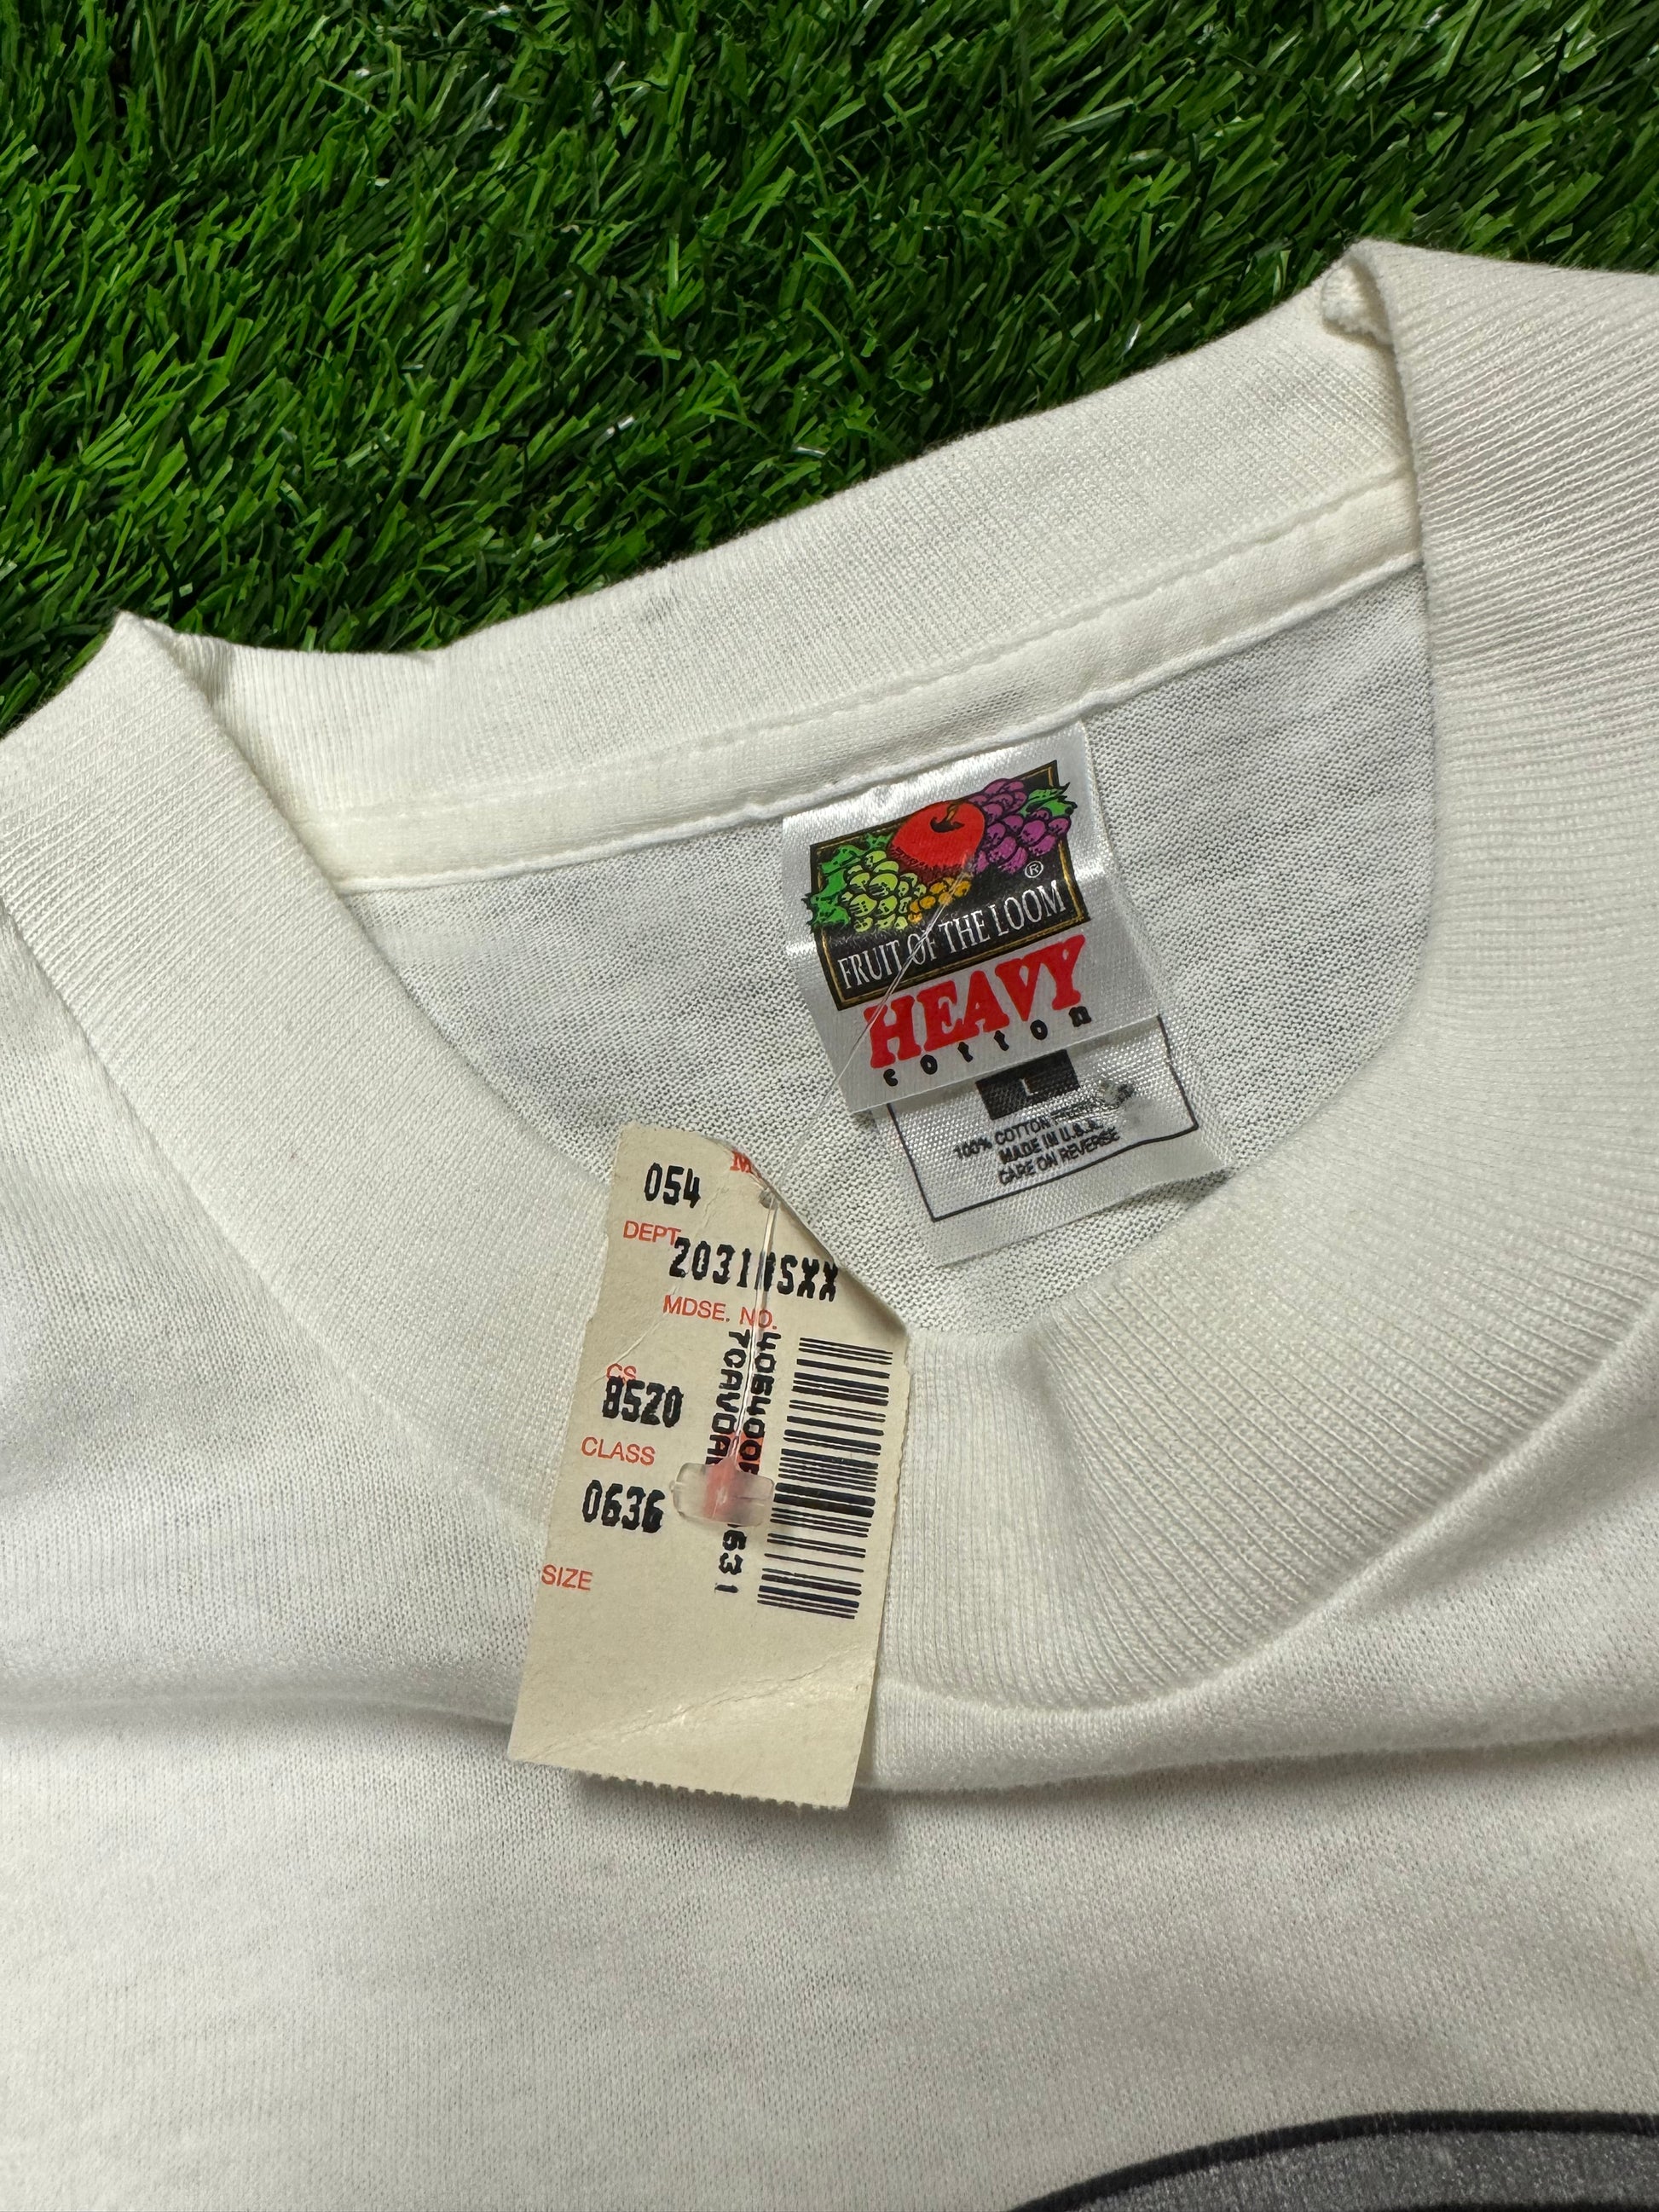 ®
FRUIT OF THE LOOM
HEAVY
cotton
L
100% COTTON
MADE IN U.S.A.
CARE ON REVERSE
054
DEPT.
MDSE. NO.
CS
8520
CLASS
0636
SIZE